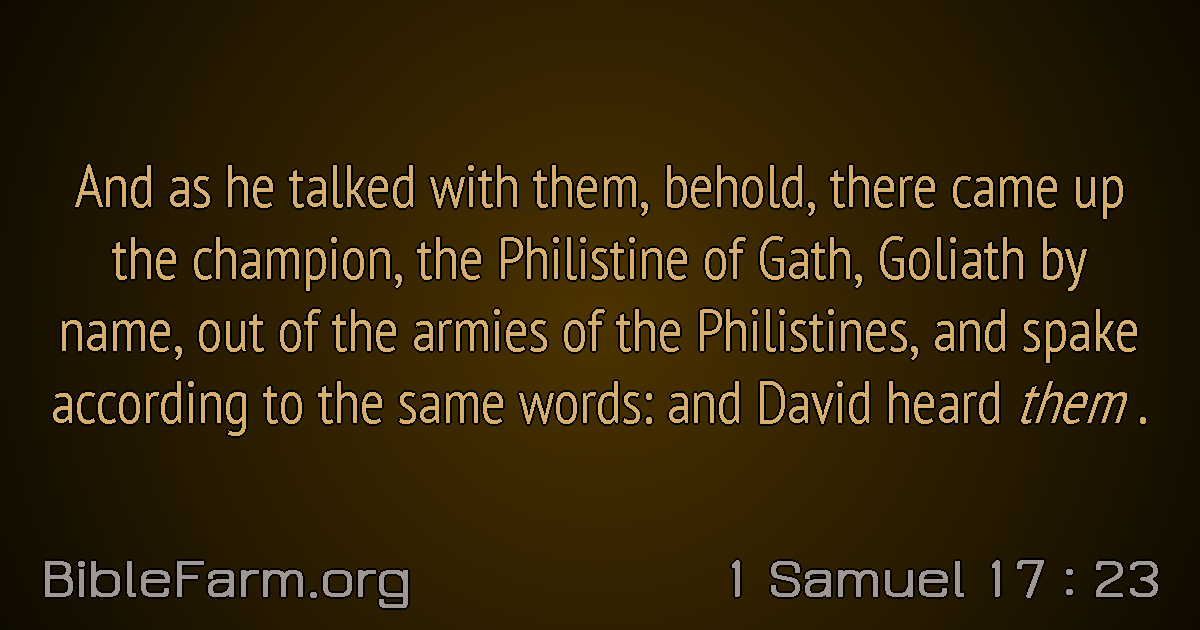 And as he talked with them, behold, there came up
the champion, the Philistine of Gath, Goliath by
name, out of the armies of the Philistines, and spake
according to the same words: and David heard them .
BibleFarm.org
1 Samuel 17 : 23